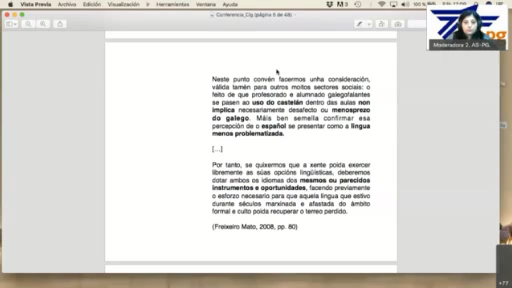 Vista Previa Archivo Edición Visualización Ir Herramientas Ventana Ayuda
Conferencia_Cig (página 6 de 48)
Moderadora 2. AS-PG
pg
Neste punto convén facermos unha consideración,
válida tamén para outros moitos sectores sociais: o
feito de que profesorado e alumnado galegofalantes
se pasen ao uso do castelán dentro das aulas non
implica necesariamente desafecto ou menosprezo
do galego. Máis ben semella confirmar esa
percepción de o español se presentar como a lingua
menos problematizada.
[...]
Por tanto, se quixermos que a xente poida exercer
libremente as súas opcións lingüísticas, deberemos
dotar ambos os idiomas dos mesmos ou parecidos
instrumentos e oportunidades, facendo previamente
o esforzo necesario para que aquela lingua que estivo
durante séculos marxinada e afastada do ámbito
formal e culto poida recuperar o terreo perdido.
(Freixeiro Mato, 2008, pp. 80)
+77